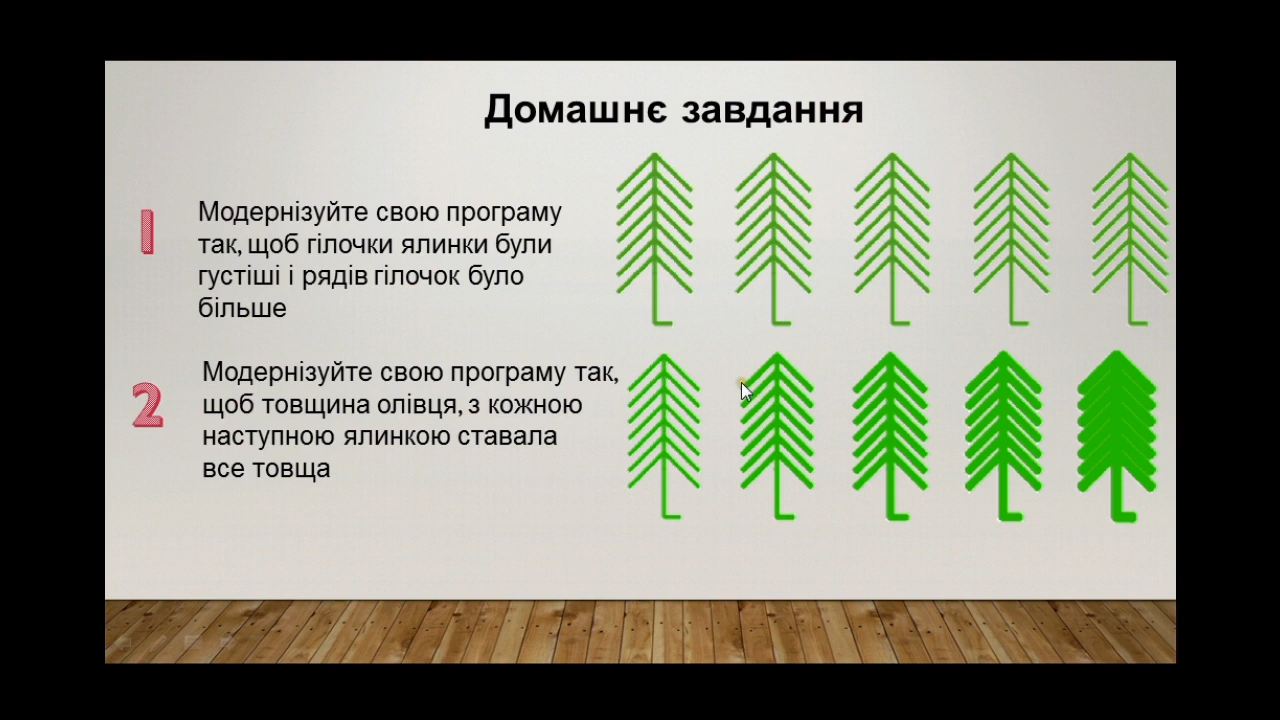 Домашнє завдання
1
Модернізуйте свою програму
так, щоб гілочки ялинки були
густіші і рядів гілочок було
більше
2
Модернізуйте свою програму так,
щоб товщина олівця, з кожною
наступною ялинкою ставала
все товща